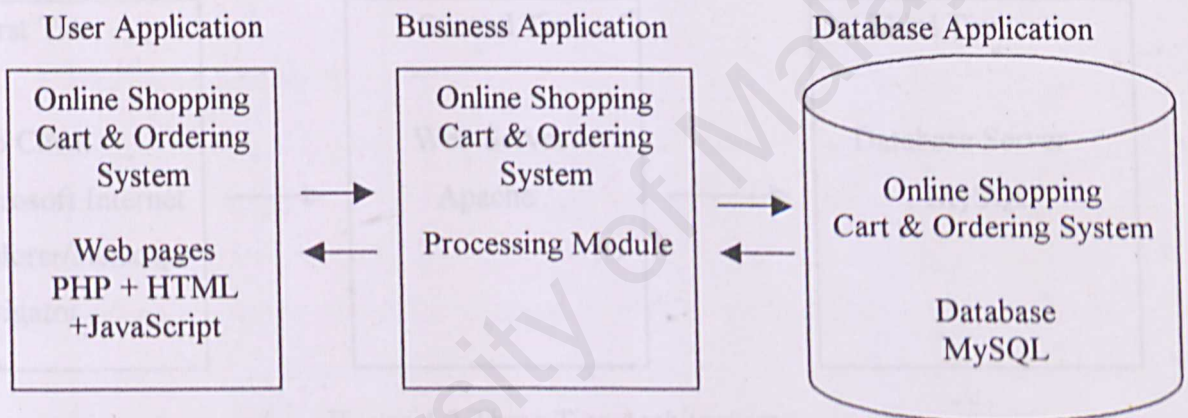 User Application
Online Shopping
Cart & Ordering
System
Web pages
PHP + HTML
+JavaScript
Business Application
Online Shopping
Cart & Ordering
System
Processing Module
Database Application
Online Shopping
Cart & Ordering System
Database
MySQL